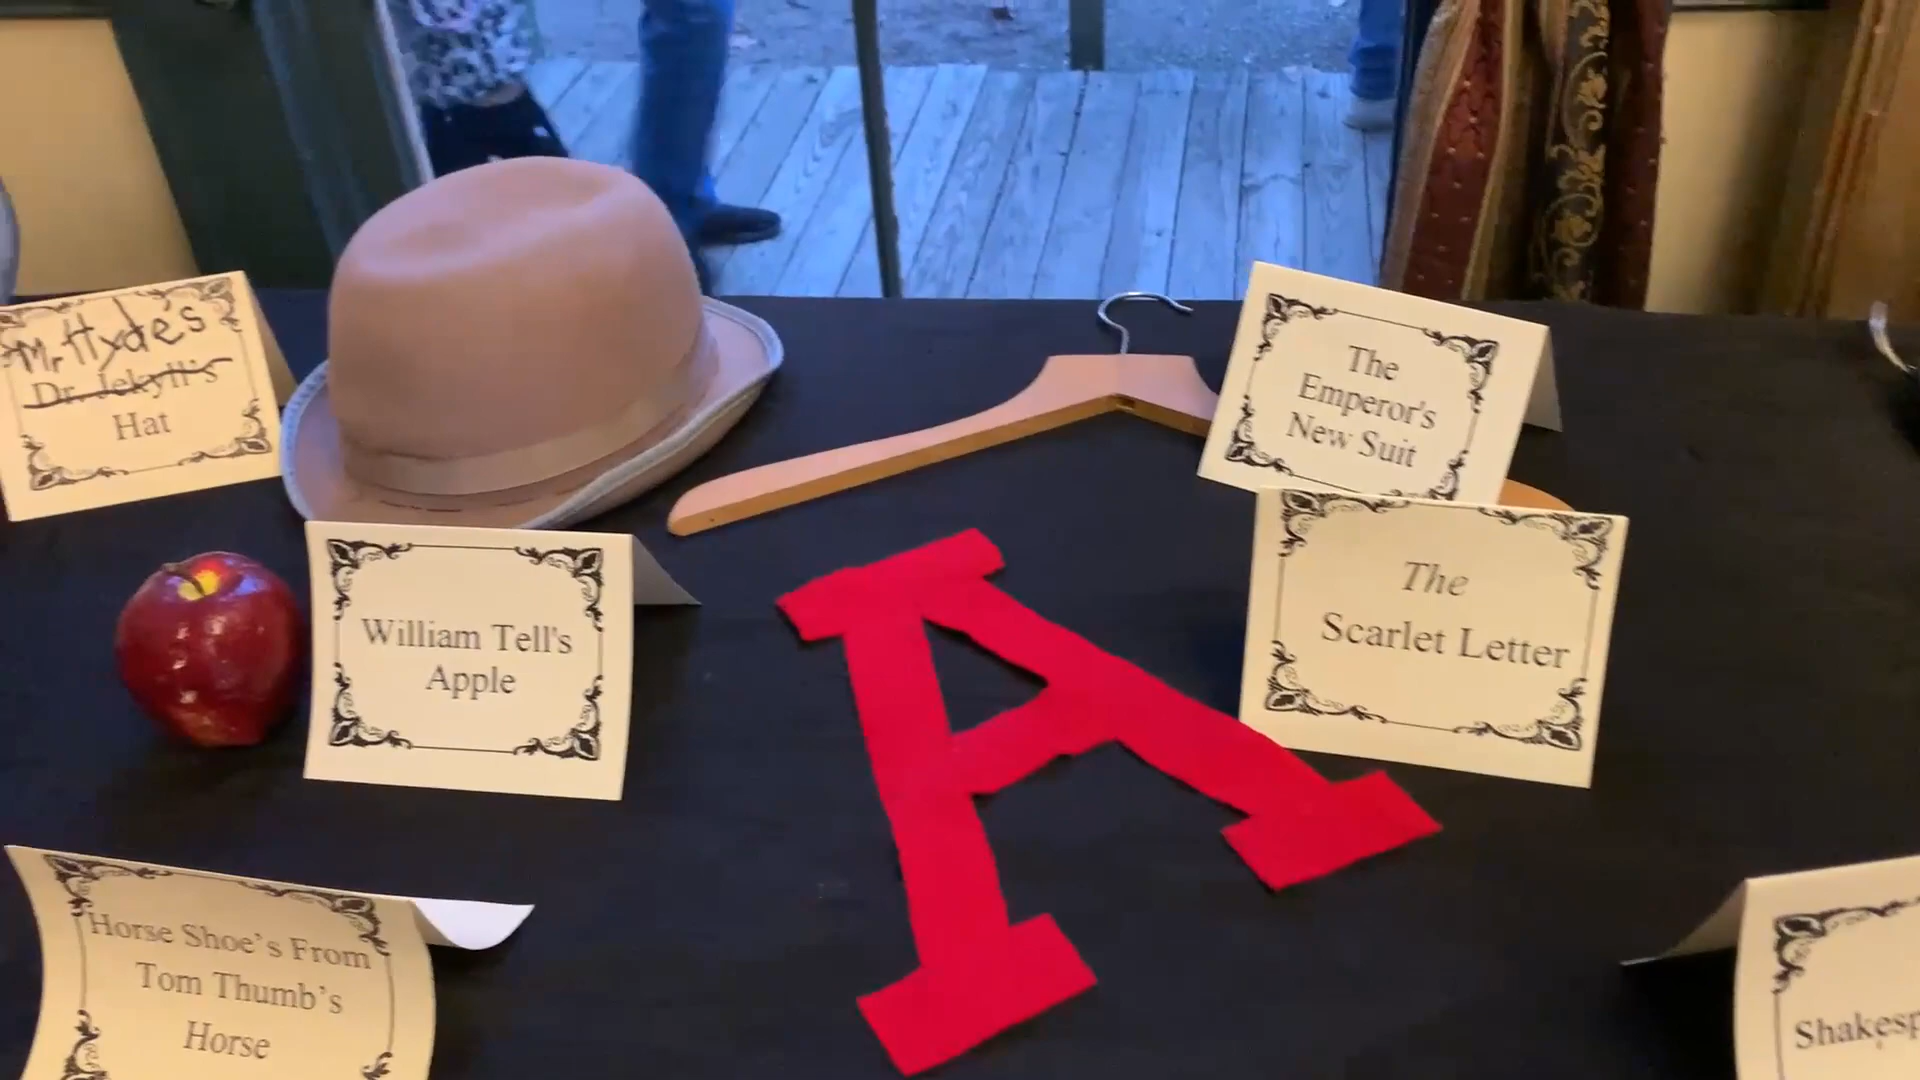 Mr Hyde's
Dr. Jekyll's
Hat
The
Emperor's
New Suit
William Tell's
Apple
The
Scarlet Letter
A
Horse Shoe’s From
Tom Thumb’s
Horse
Shakesp